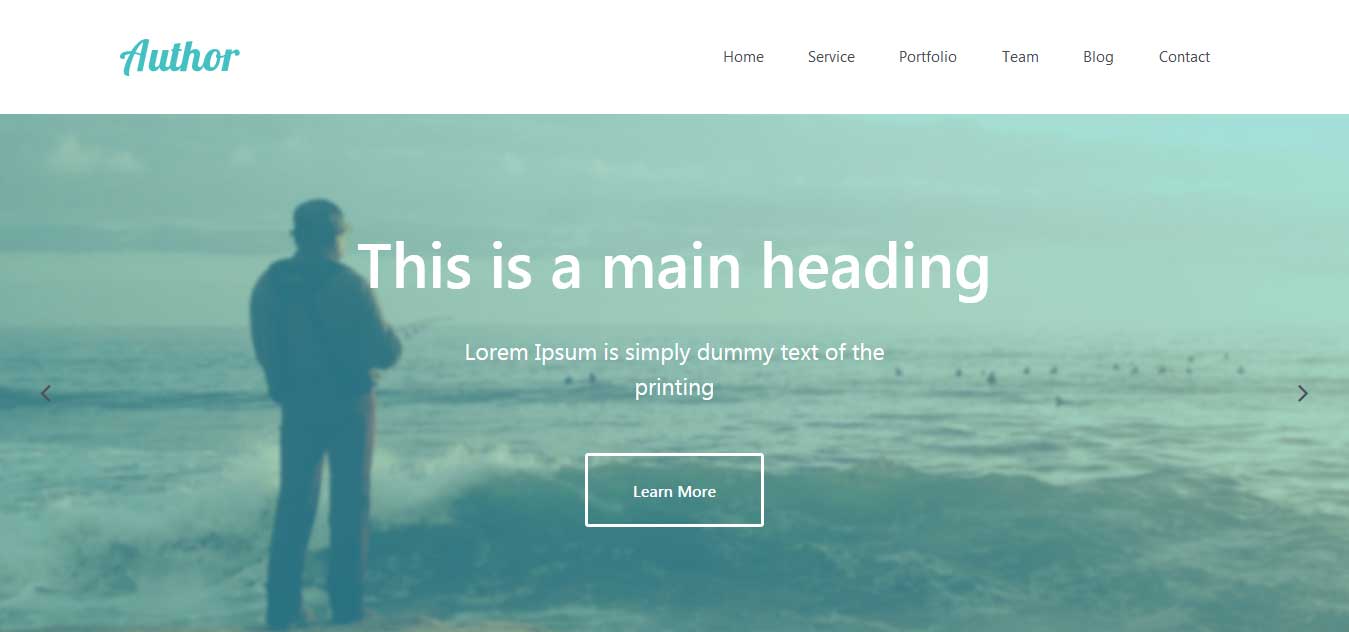 Author
Home Service Portfolio Team Blog Contact
This is a main heading
Lorem Ipsum is simply dummy text of the
printing
Learn More